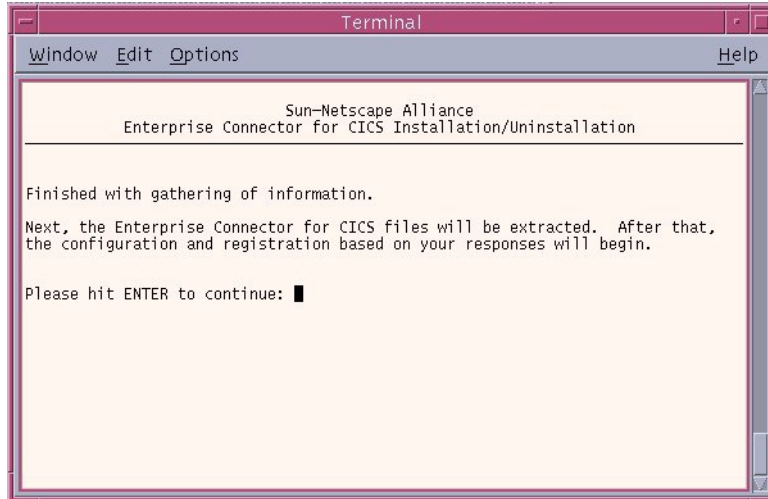 Terminal
Window Edit Options Help
Sun-Netscape Alliance
Enterprise Connector for CICS Installation/Uninstallation
Finished with gathering of information.
Next, the Enterprise Connector for CICS files will be extracted. After that,
the configuration and registration based on your responses will begin.
Please hit ENTER to continue: